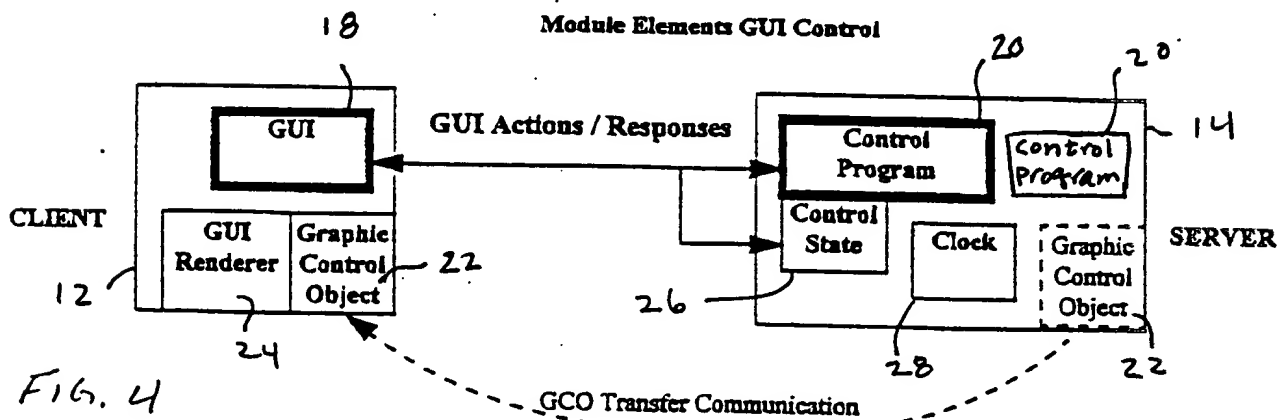 Module Elements GUI Control
18
20
20
GUI
GUI Actions / Responses
Control
Program
Control
Program
14
CLIENT
GUI
Renderer
Graphic
Control
Object
22
Control
State
Clock
Graphic
Control
Object
SERVER
12
24
26
28
22
FIG. 4
GCO Transfer Communication